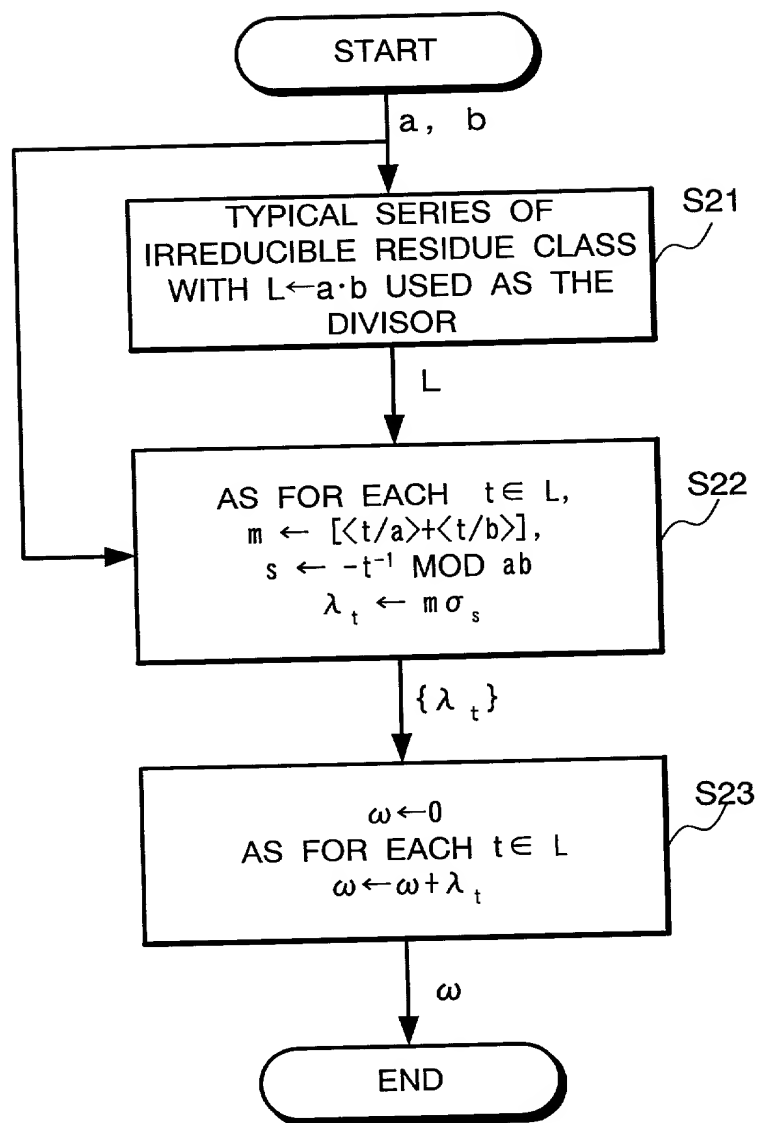 START
a, b
TYPICAL SERIES OF
IRREDUCIBLE RESIDUE CLASS
WITH L←a·b USED AS THE
DIVISOR
S21
L
AS FOR EACH t∈ L,
m ← [<t/a>+<t/b>],
s ← -t⁻¹ MOD ab
λₜ ← mσₛ
S22
{λₜ}
ω←0
AS FOR EACH t∈ L
ω←ω+λₜ
S23
ω
END